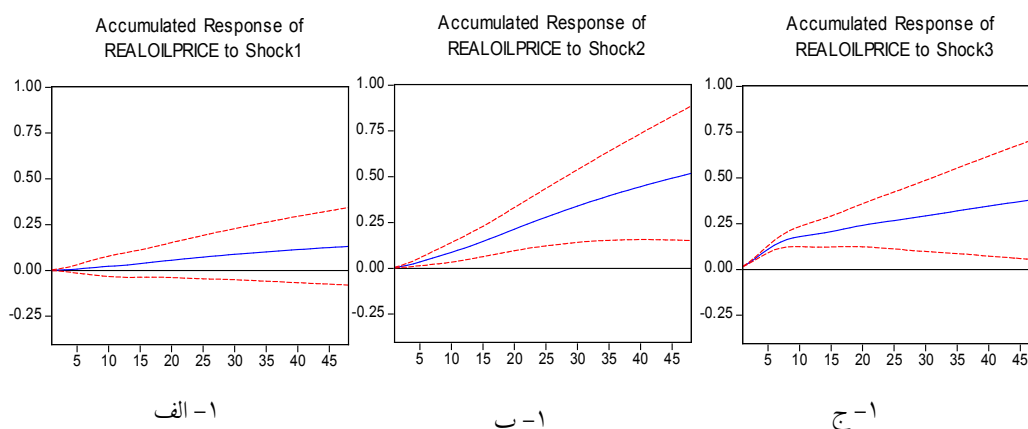 Accumulated Response of
REALOILPRICE to Shock1
1.00
0.75
0.50
0.25
0.00
-0.25
5 10 15 20 25 30 35 40 45
۱- الف
Accumulated Response of
REALOILPRICE to Shock2
1.00
0.75
0.50
0.25
0.00
-0.25
5 10 15 20 25 30 35 40 45
۱- ب
Accumulated Response of
REALOILPRICE to Shock3
1.00
0.75
0.50
0.25
0.00
-0.25
5 10 15 20 25 30 35 40 45
۱- ج